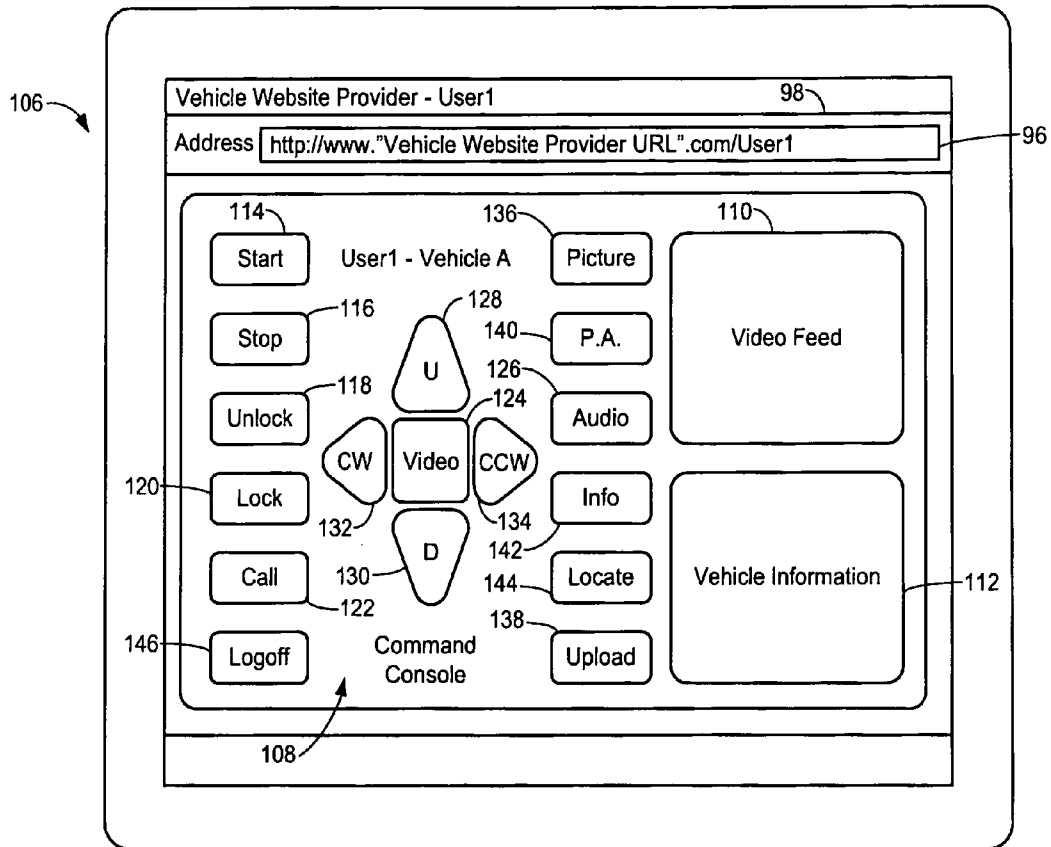 Vehicle Website Provider - User1
98
106
Address http://www."Vehicle Website Provider URL".com/User1
96
114
136
110
Start
User1 - Vehicle A
Picture
116
128
Stop
140
P.A.
Video Feed
U
126
118
124
Unlock
Audio
CW
Video
CCW
120
Lock
Info
132
134
142
D
Call
130
144
Locate
Vehicle Information
112
122
138
146
Logoff
Command
Console
Upload
108